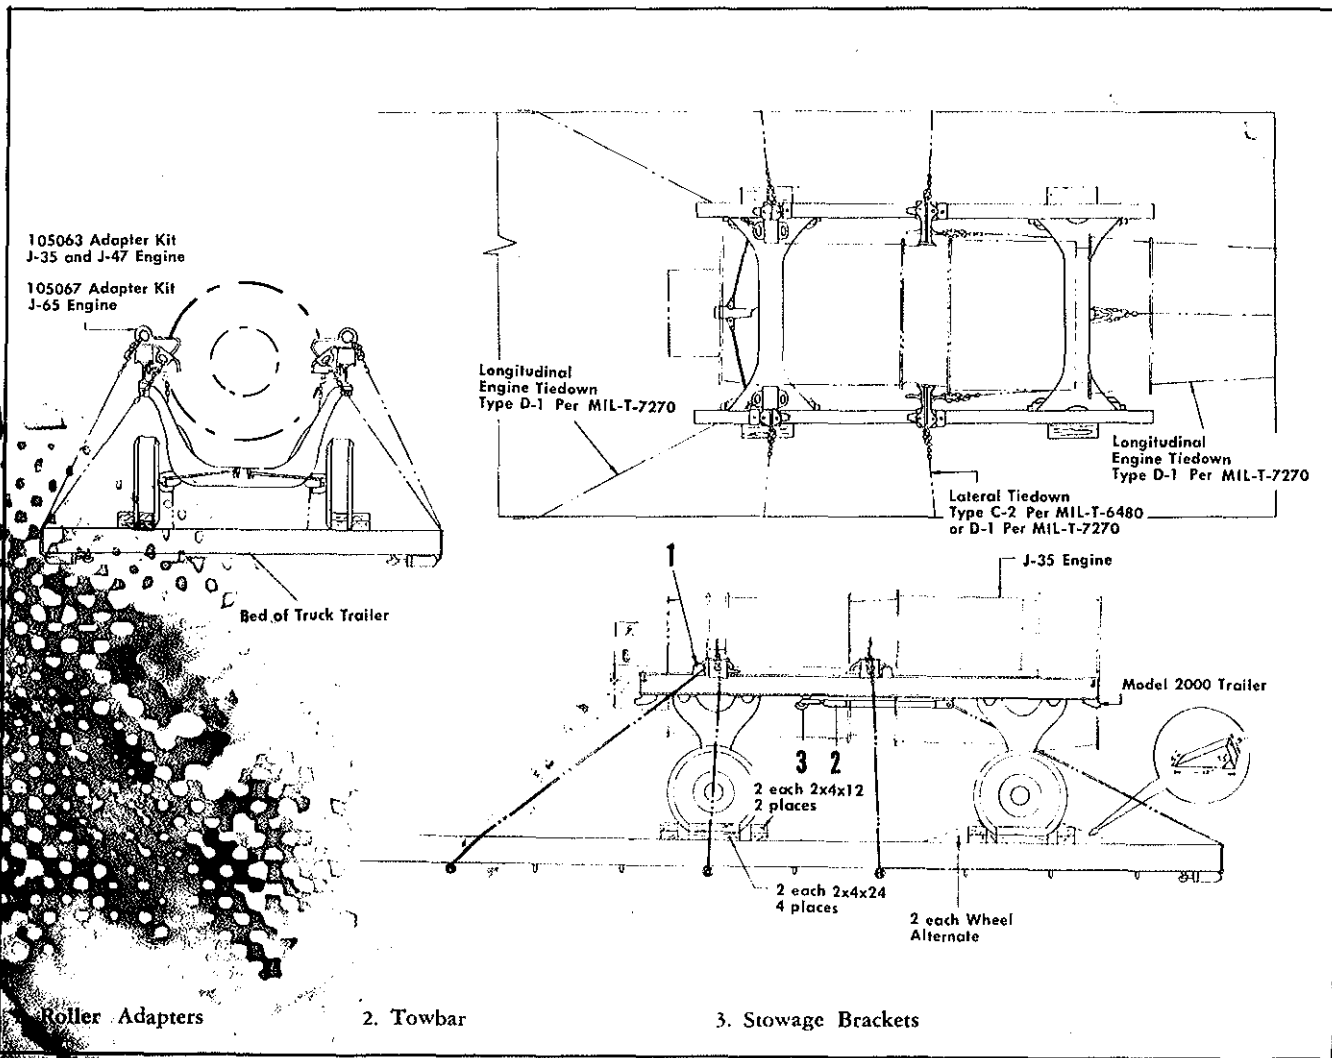 105063 Adapter Kit
J-35 and J-47 Engine
105067 Adapter Kit
J-65 Engine
Longitudinal
Engine Tiedown
Type D-1 Per MIL-T-7270
Longitudinal
Engine Tiedown
Type D-1 Per MIL-T-7270
Lateral Tiedown
Type C-2 Per MIL-T-6480
or D-1 Per MIL-T-7270
Bed of Truck Trailer
1
J-35 Engine
Model 2000 Trailer
3 2
2 each 2x4x12
2 places
2 each 2x4x24
4 places
2 each Wheel
Alternate
Roller Adapters
2. Towbar
3. Stowage Brackets